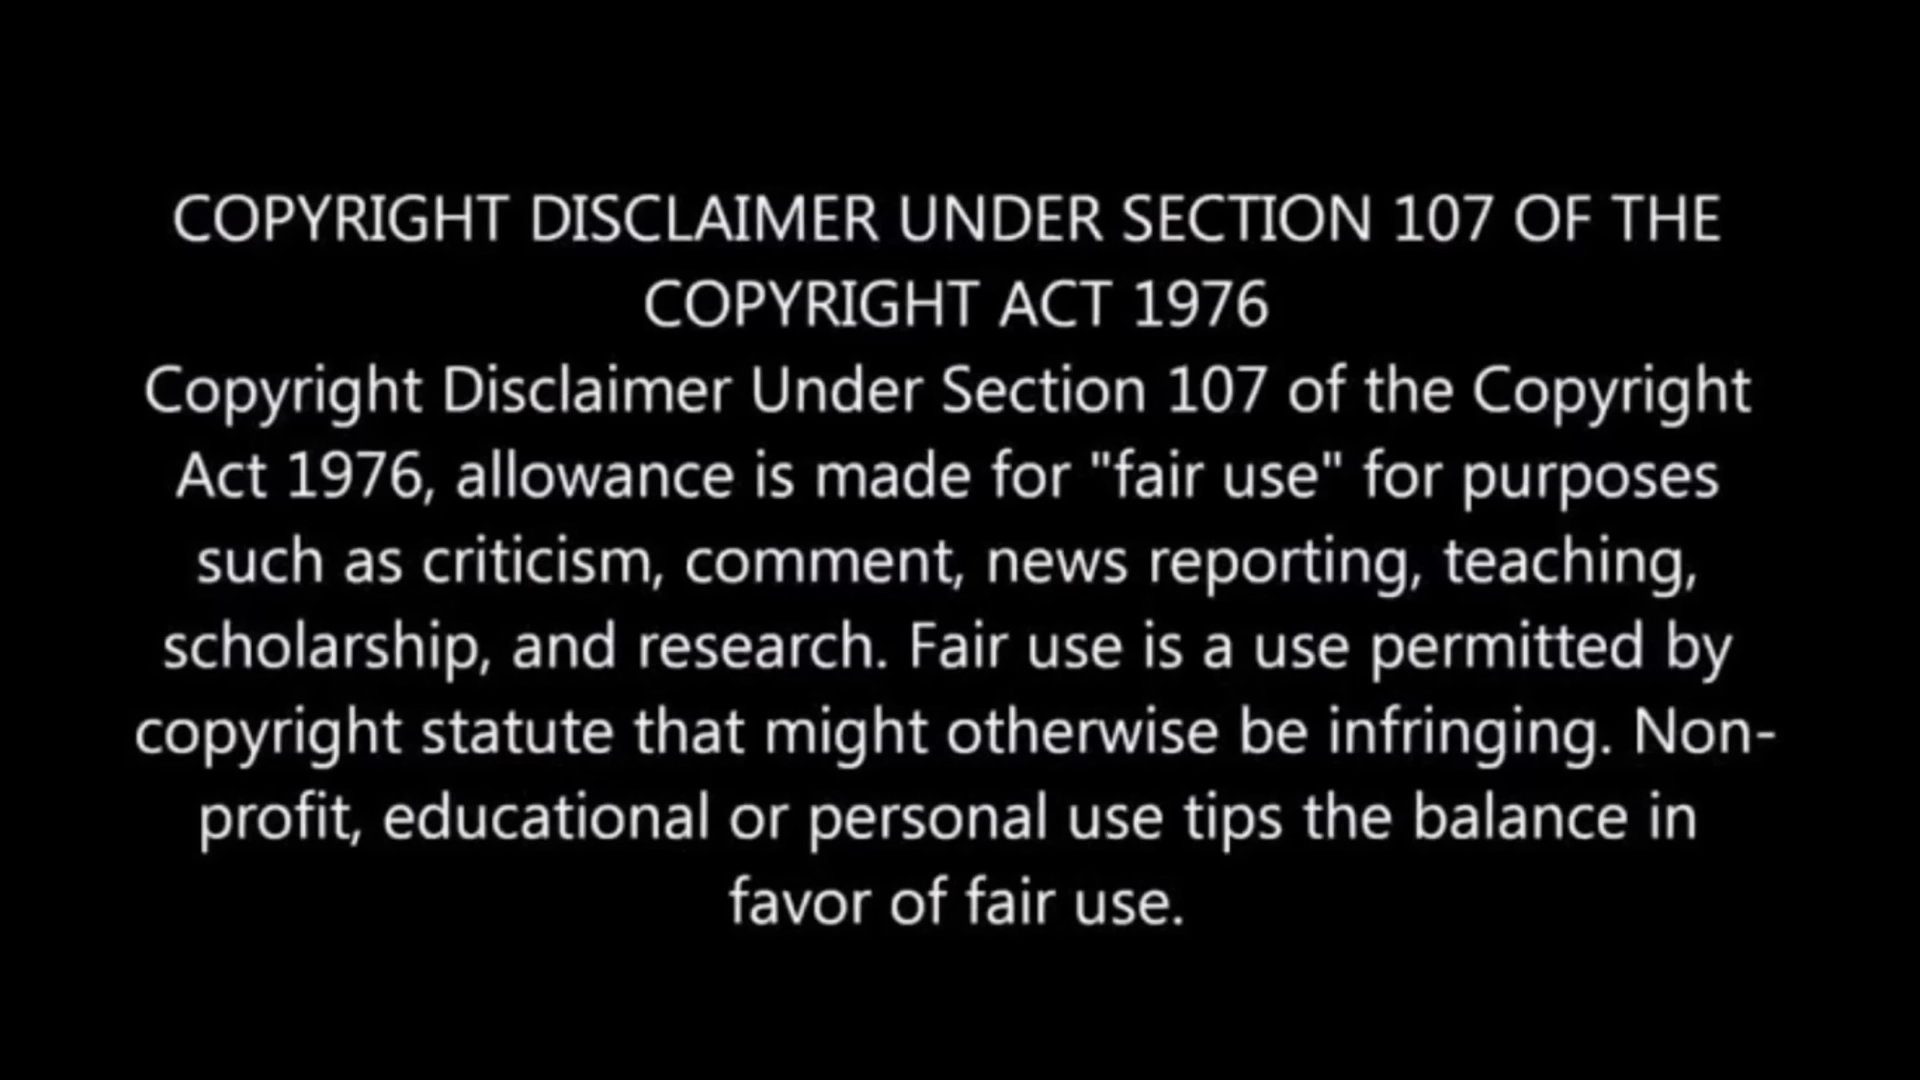 COPYRIGHT DISCLAIMER UNDER SECTION 107 OF THE
COPYRIGHT ACT 1976
Copyright Disclaimer Under Section 107 of the Copyright
Act 1976, allowance is made for "fair use" for purposes
such as criticism, comment, news reporting, teaching,
scholarship, and research. Fair use is a use permitted by
copyright statute that might otherwise be infringing. Non-
profit, educational or personal use tips the balance in
favor of fair use.